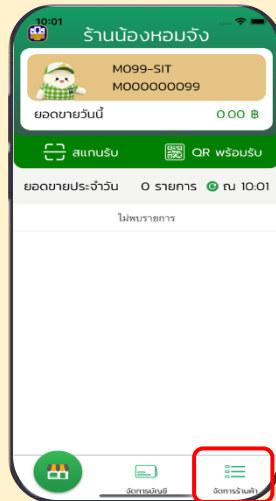 10:01
ร้านน้องหอมจัง
M099-SIT
M000000099
ยอดขายวันนี้ 0.00 ฿
สแกนรับ QR พร้อมรับ
ยอดขายประจำวัน 0 รายการ ณ 10:01
ไม่พบรายการ
จัดการบัญชี จัดการร้านค้า